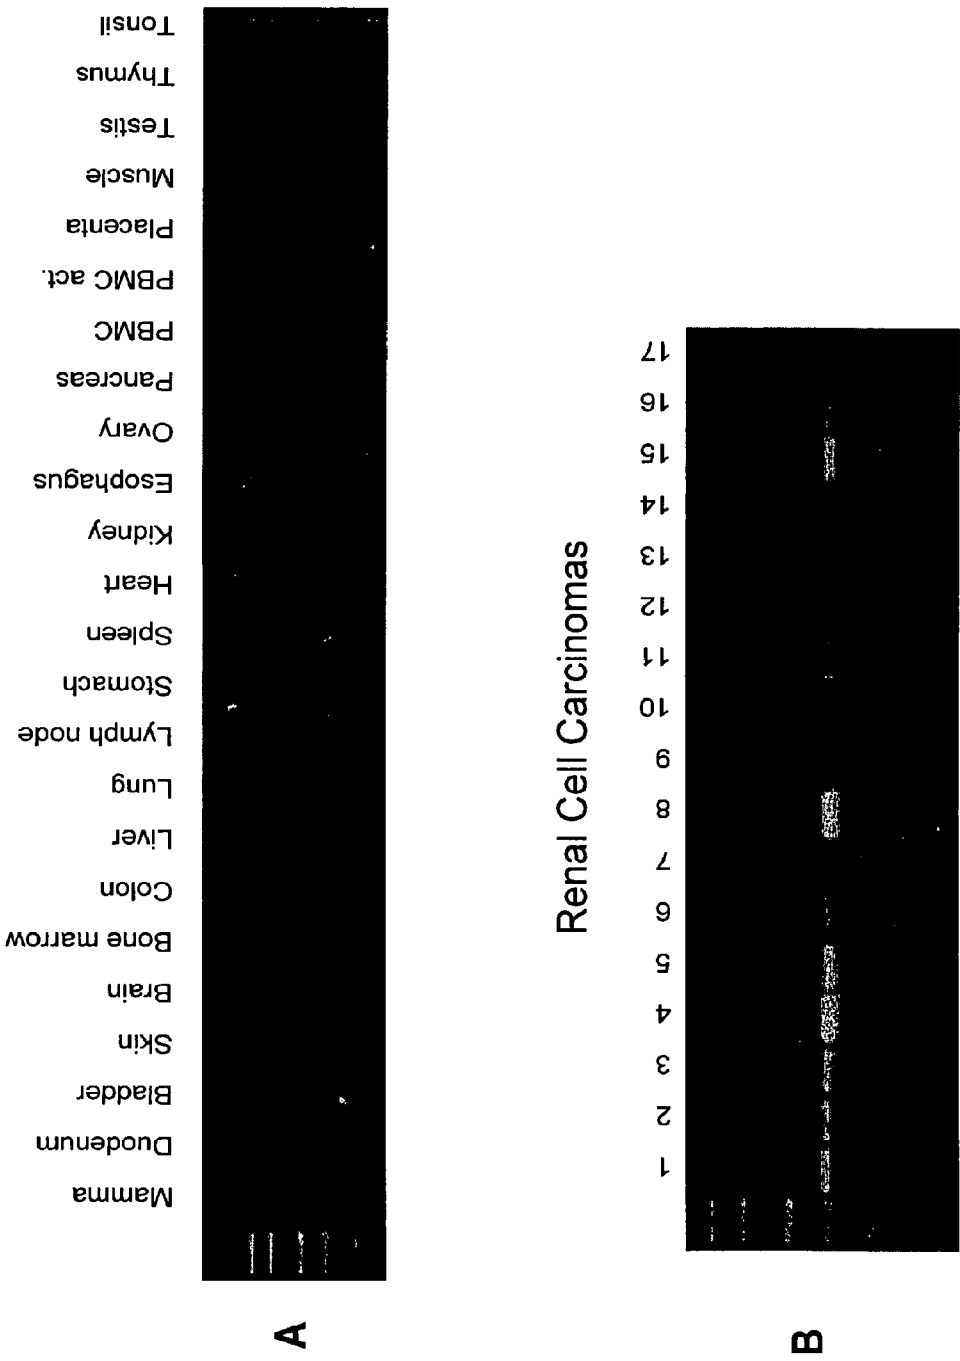 A
Mamma
Duodenum
Bladder
Skin
Brain
Bone marrow
Colon
Liver
Lung
Lymph node
Stomach
Spleen
Heart
Kidney
Esophagus
Ovary
Pancreas
PBMC
PBMC act.
Placenta
Muscle
Testis
Thymus
Tonsil
B
Renal Cell Carcinomas
1 2 3 4 5 6 7 8 9 10 11 12 13 14 15 16 17